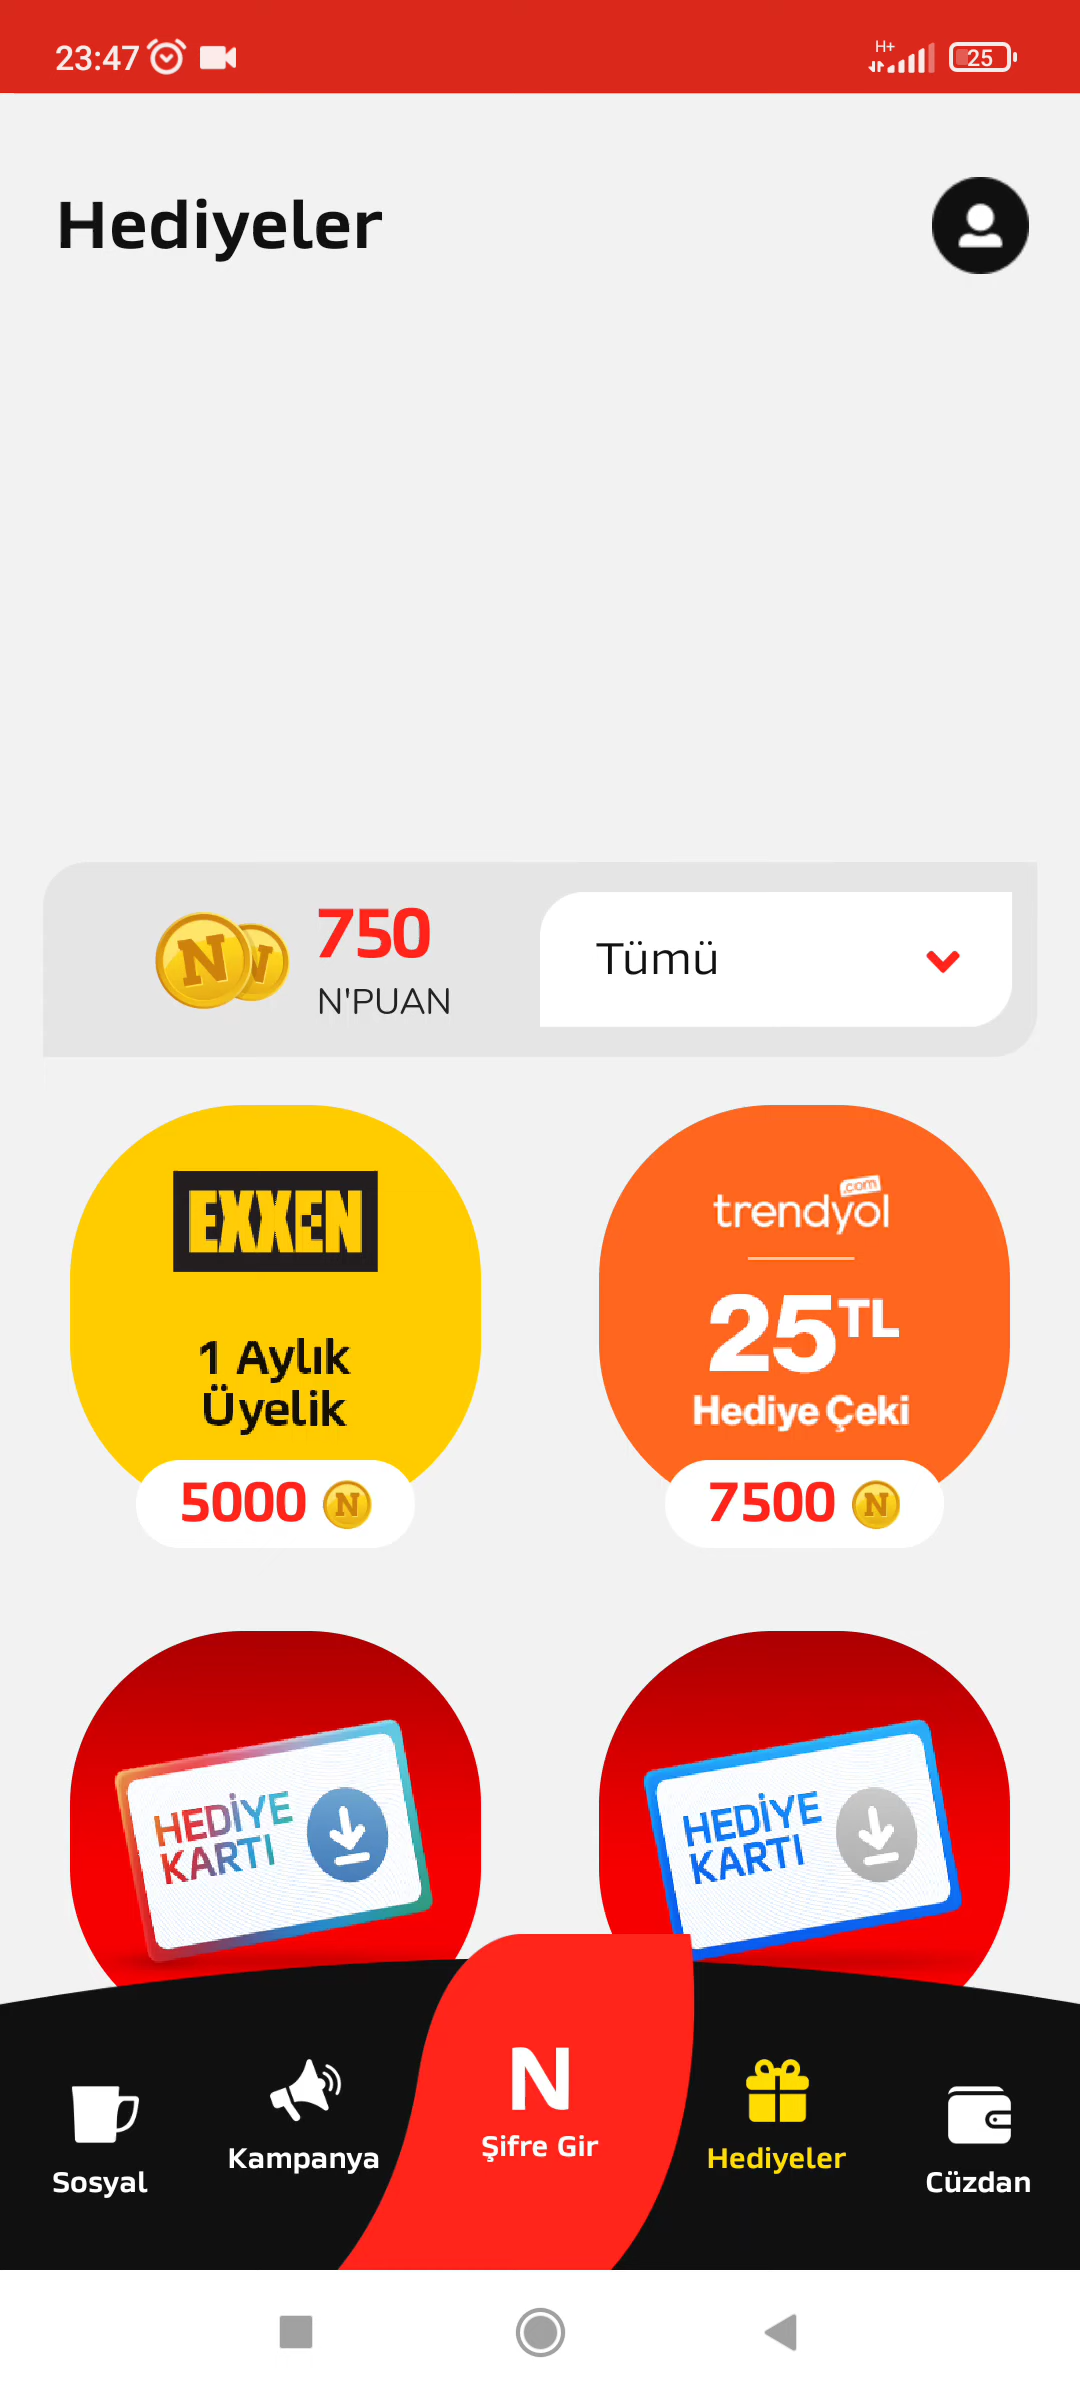 23:47
H+
25
Hediyeler
N
N
750
N'PUAN
Tümü
EXXEN
1 Aylık
Üyelik
5000 N
trendyol
.com
25TL
Hediye Çeki
7500 N
HEDİYE
KARTI
HEDİYE
KARTI
N
Şifre Gir
Sosyal
Kampanya
Hediyeler
Cüzdan